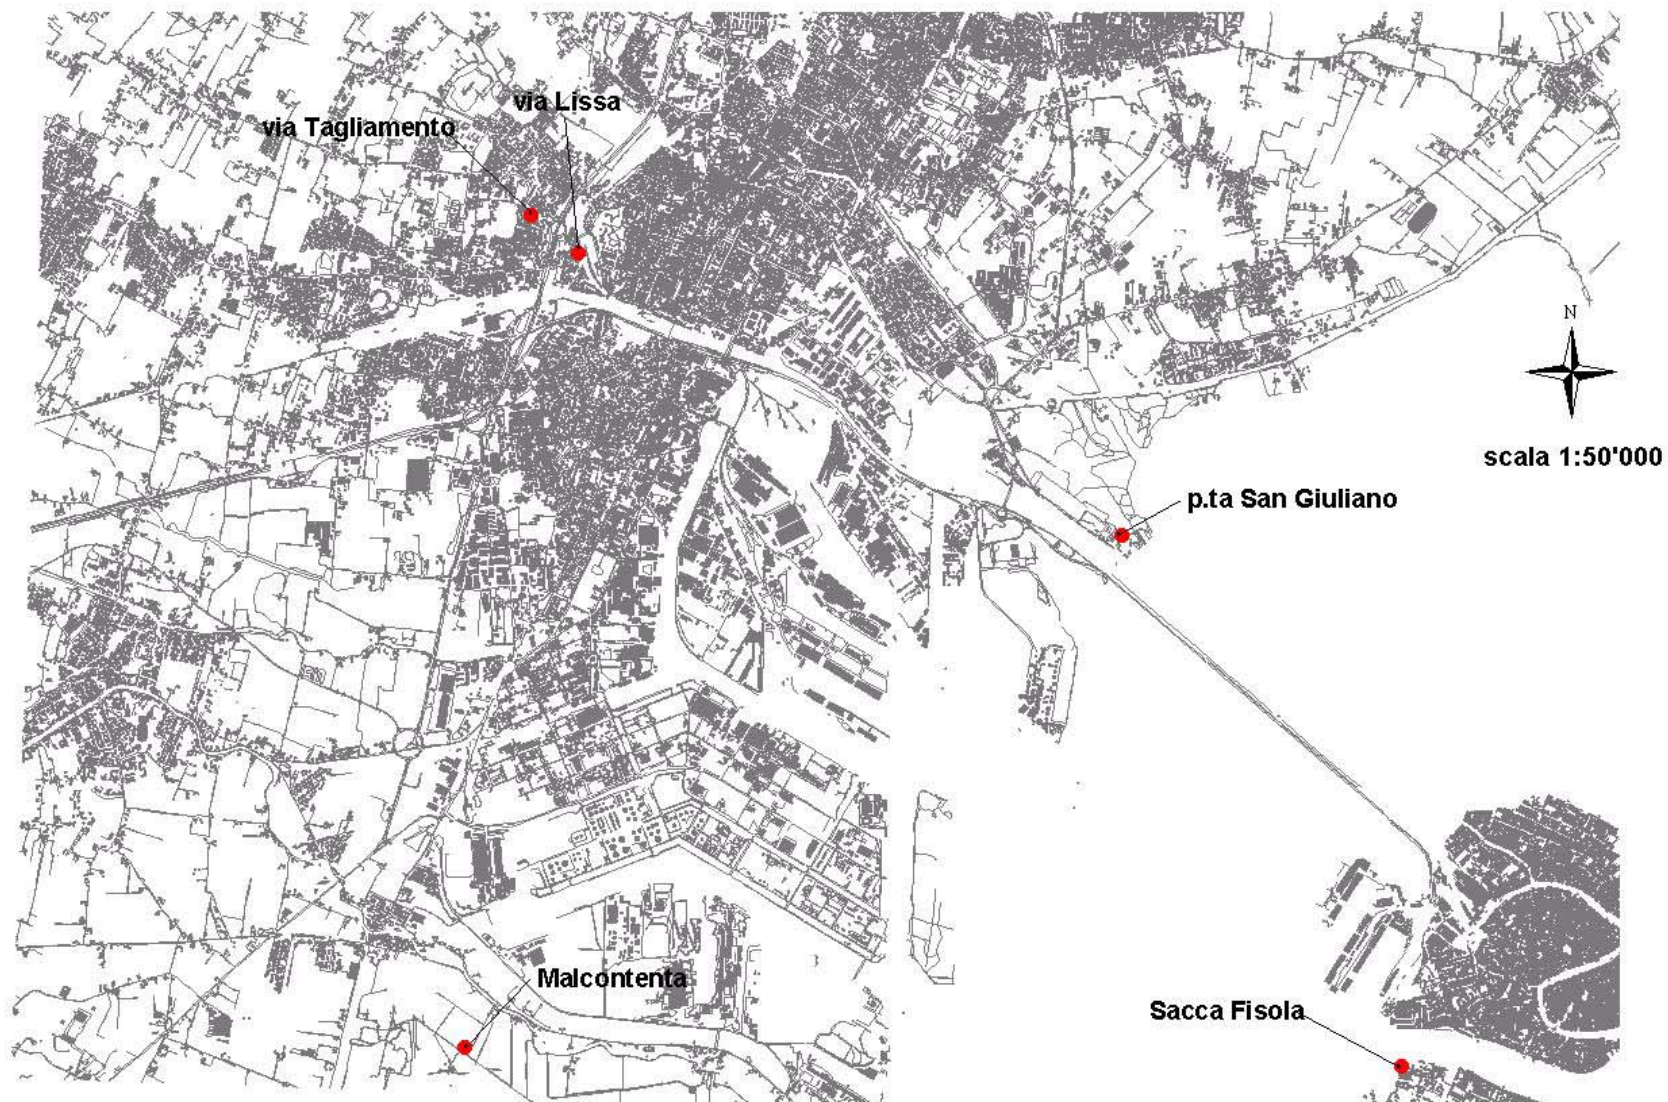 via Lissa
via Tagliamento
N
scala 1:50'000
p.ta San Giuliano
Malcontenta
Sacca Fisola